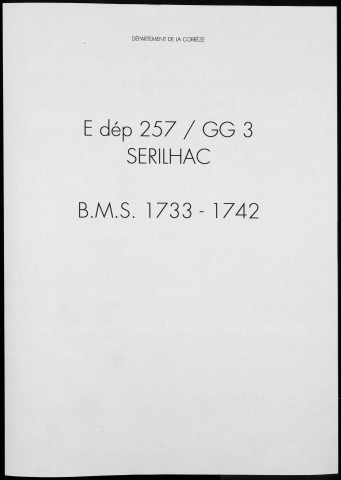 DÉPARTEMENT DE LA CORRÈZE
E dép 257 / GG 3
SERILHAC
B.M.S. 1733 - 1742